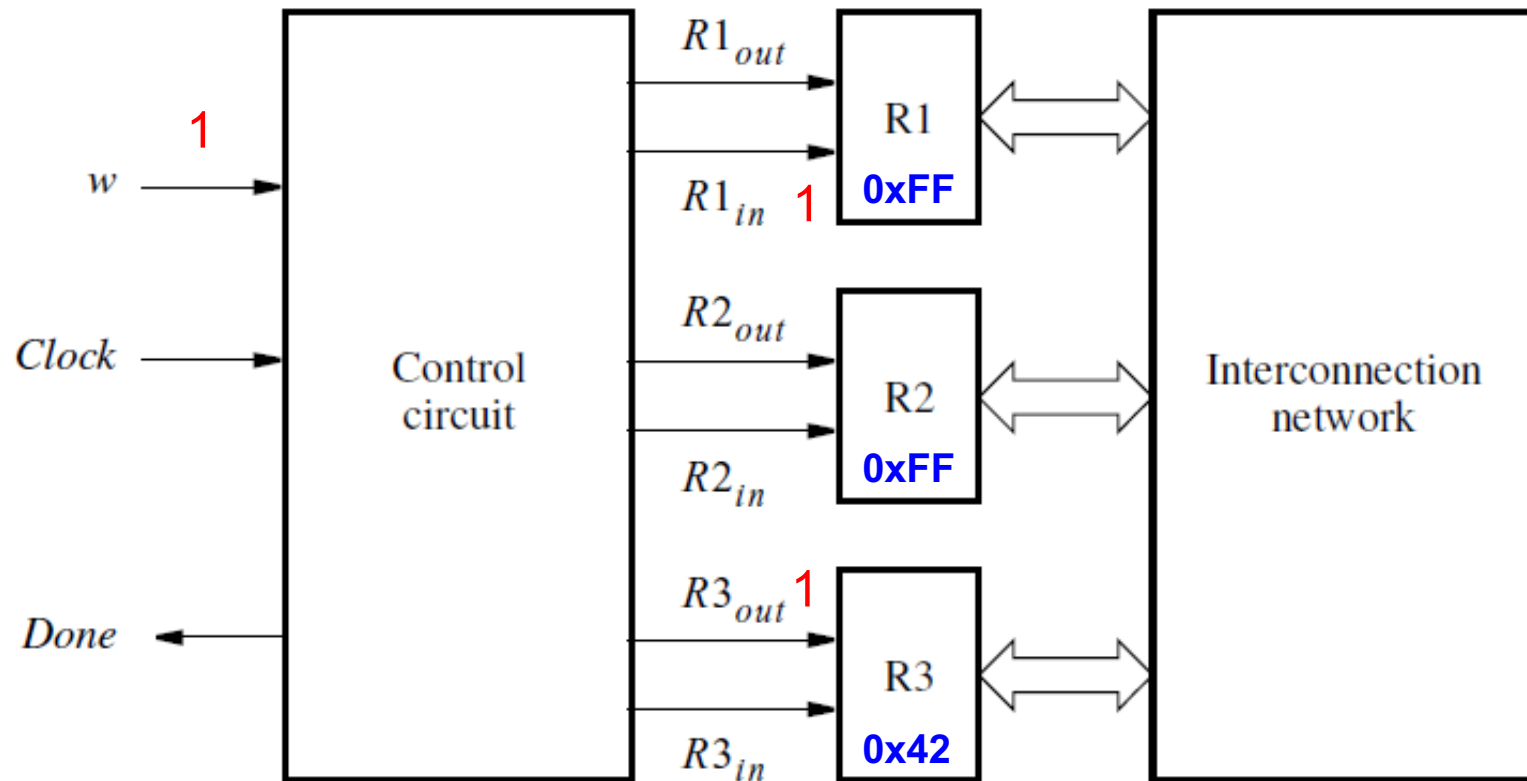 R1out
1
w
R1
0xFF
R1in 1
R2out
Clock
Control
circuit
R2
0xFF
Interconnection
network
R2in
R3out 1
Done
R3
0x42
R3in